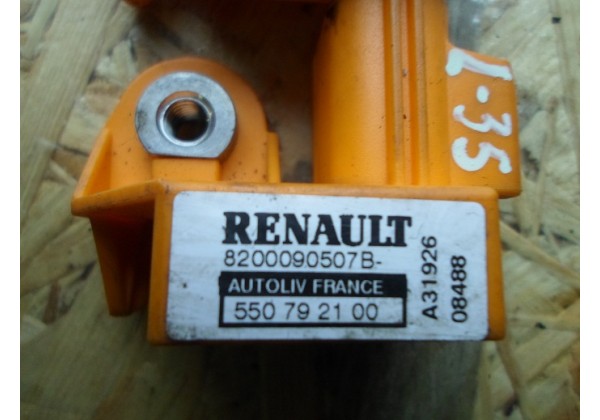 RENAULT
8200090507B-
AUTOLIV FRANCE
550 79 21 00
A31926
08488
1-35